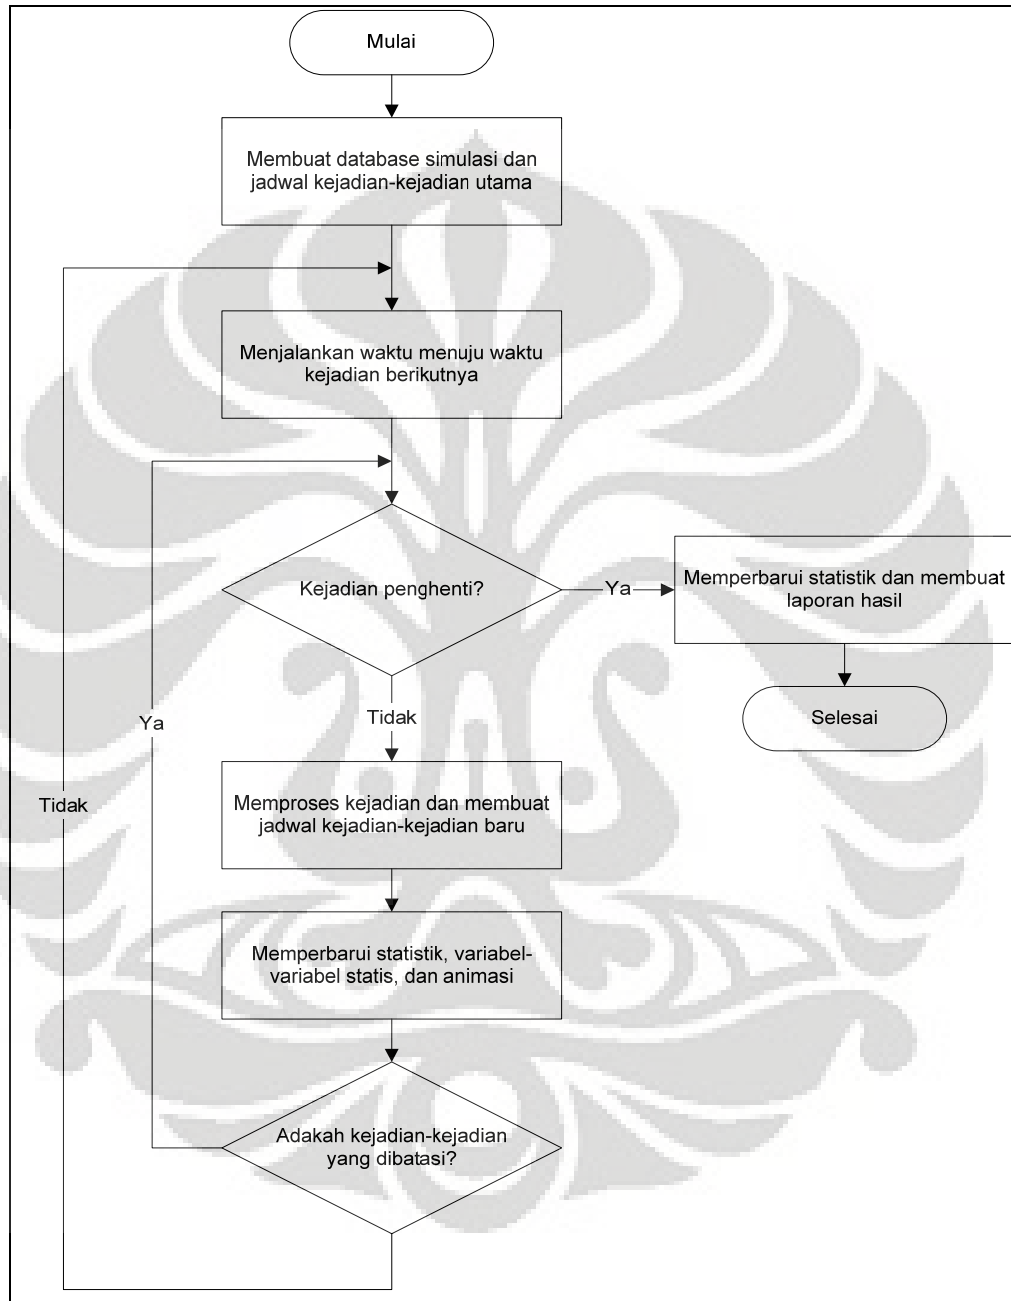 Mulai
Membuat database simulasi dan
jadwal kejadian-kejadian utama
Menjalankan waktu menuju waktu
kejadian berikutnya
Kejadian penghenti?
Ya
Memperbarui statistik dan membuat
laporan hasil
Selesai
Tidak
Ya
Memproses kejadian dan membuat
jadwal kejadian-kejadian baru
Tidak
Memperbarui statistik, variabel-
variabel statis, dan animasi
Adakah kejadian-kejadian
yang dibatasi?